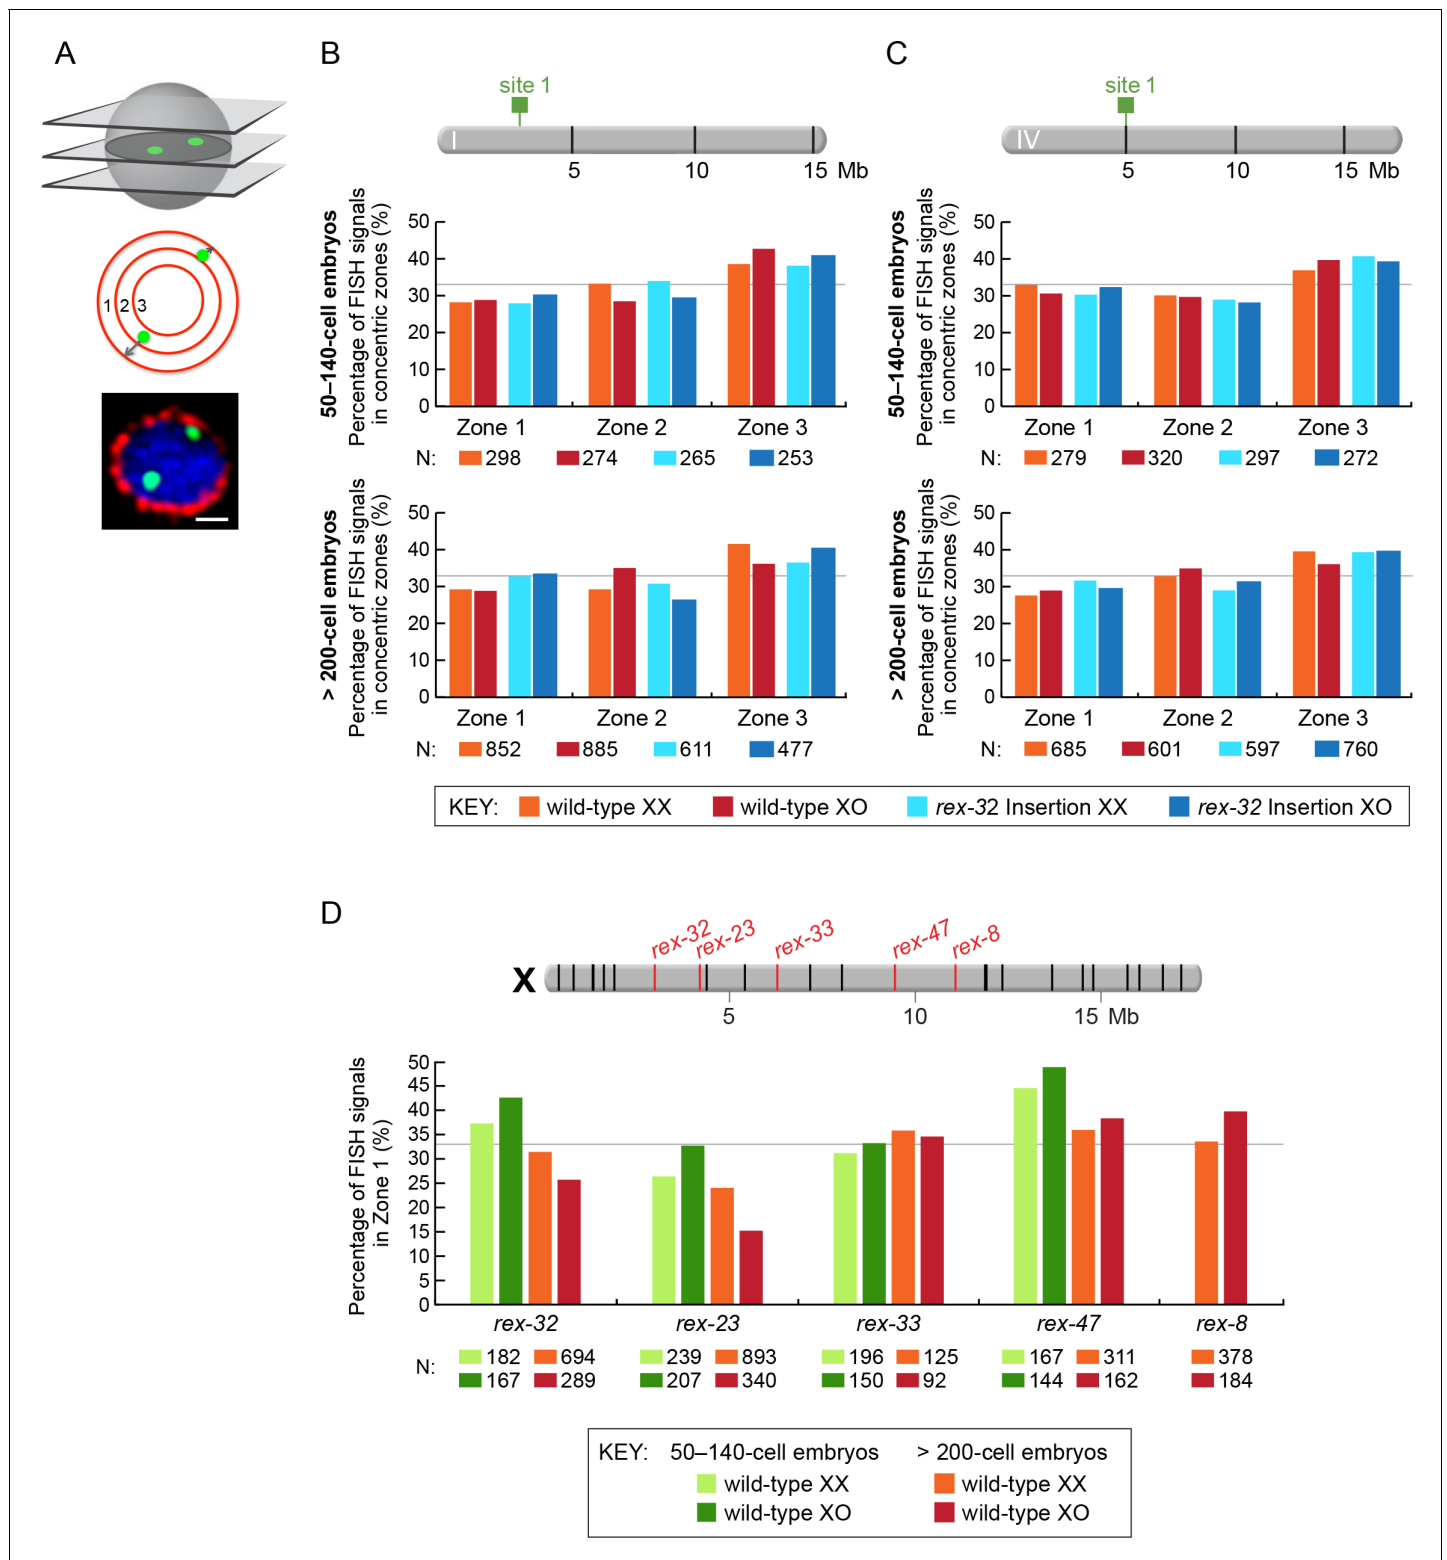 A
1 2 3
B
site 1
I
5 10 15 Mb
50–140-cell embryos
Percentage of FISH signals
in concentric zones (%)
50
40
30
20
10
0
Zone 1 Zone 2 Zone 3
N: 298 274 265 253
> 200-cell embryos
Percentage of FISH signals
in concentric zones (%)
50
40
30
20
10
0
Zone 1 Zone 2 Zone 3
N: 852 885 611 477
C
site 1
IV
5 10 15 Mb
50–140-cell embryos
Percentage of FISH signals
in concentric zones (%)
50
40
30
20
10
0
Zone 1 Zone 2 Zone 3
N: 279 320 297 272
> 200-cell embryos
Percentage of FISH signals
in concentric zones (%)
50
40
30
20
10
0
Zone 1 Zone 2 Zone 3
N: 685 601 597 760
KEY: wild-type XX wild-type XO rex-32 Insertion XX rex-32 Insertion XO
D
rex-32 rex-23 rex-33 rex-47 rex-8
X
5 10 15 Mb
Percentage of FISH signals
in Zone 1 (%)
50
45
40
35
30
25
20
15
10
5
0
rex-32 rex-23 rex-33 rex-47 rex-8
N:
182 694 239 893 196 125 167 311 378
167 289 207 340 150 92 144 162 184
KEY: 50–140-cell embryos > 200-cell embryos
wild-type XX wild-type XX
wild-type XO wild-type XO